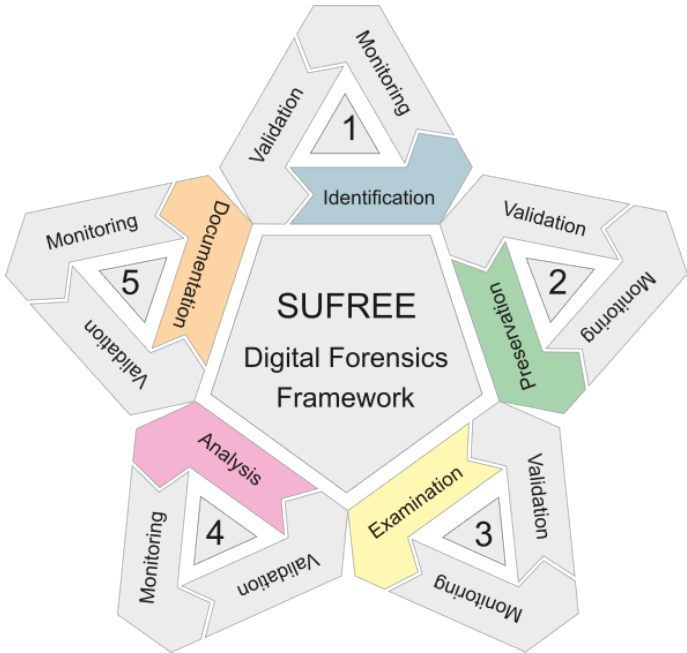 SUFREE
Digital Forensics
Framework
1
Identification
Validation
Monitoring
2
Preservation
Validation
Monitoring
3
Examination
Validation
Monitoring
4
Analysis
Validation
Monitoring
5
Documentation
Validation
Monitoring